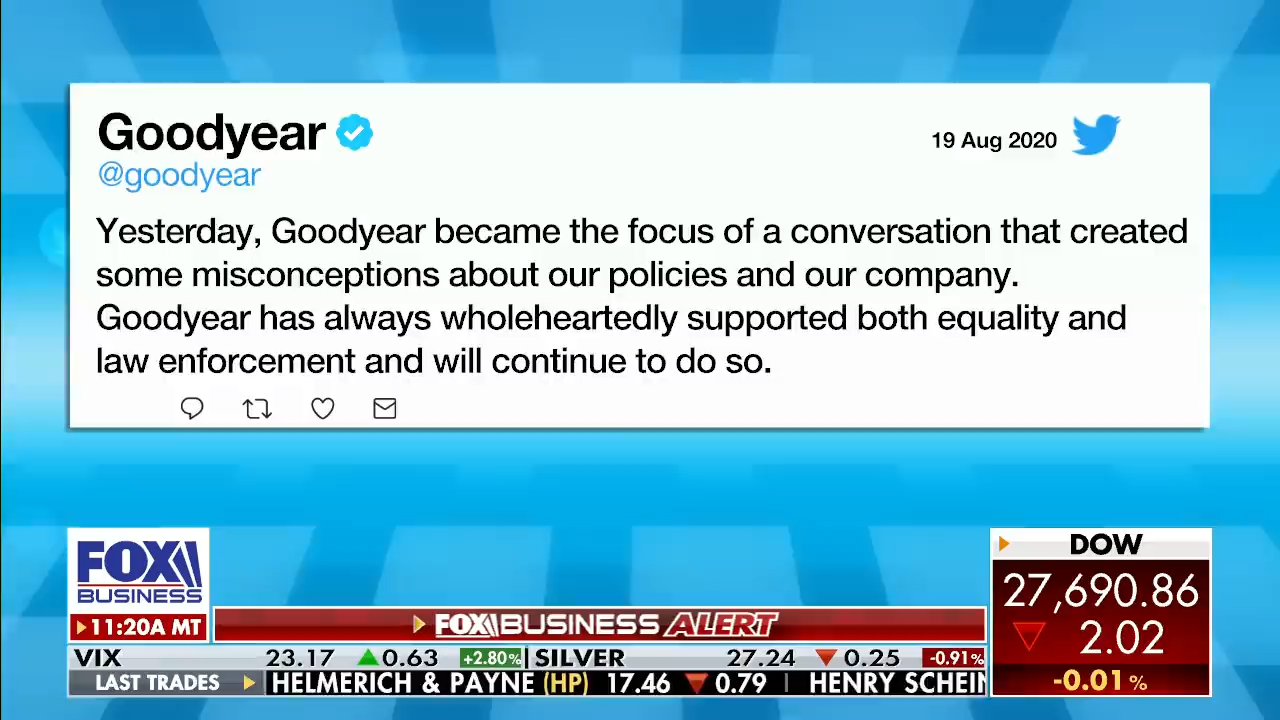 Goodyear
19 Aug 2020
@goodyear
Yesterday, Goodyear became the focus of a conversation that created
some misconceptions about our policies and our company.
Goodyear has always wholeheartedly supported both equality and
law enforcement and will continue to do so.
FOX
BUSINESS
11:20A MT
FOX BUSINESS ALERT
VIX 23.17 0.63 +2.80% SILVER 27.24 0.25 -0.91%
LAST TRADES HELMERICH & PAYNE (HP) 17.46 0.79 HENRY SCHEIN
DOW
27,690.86
2.02
-0.01%